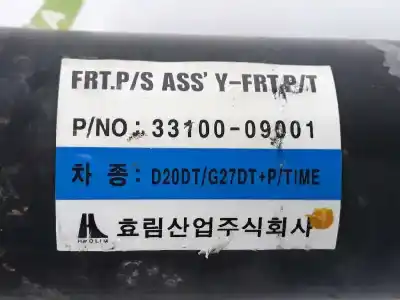 FRT.P/S ASS' Y-FRT.P/T
P/NO : 33100-09001
차 종 : D20DT/G27DT+P/TIME
효림산업주식회사